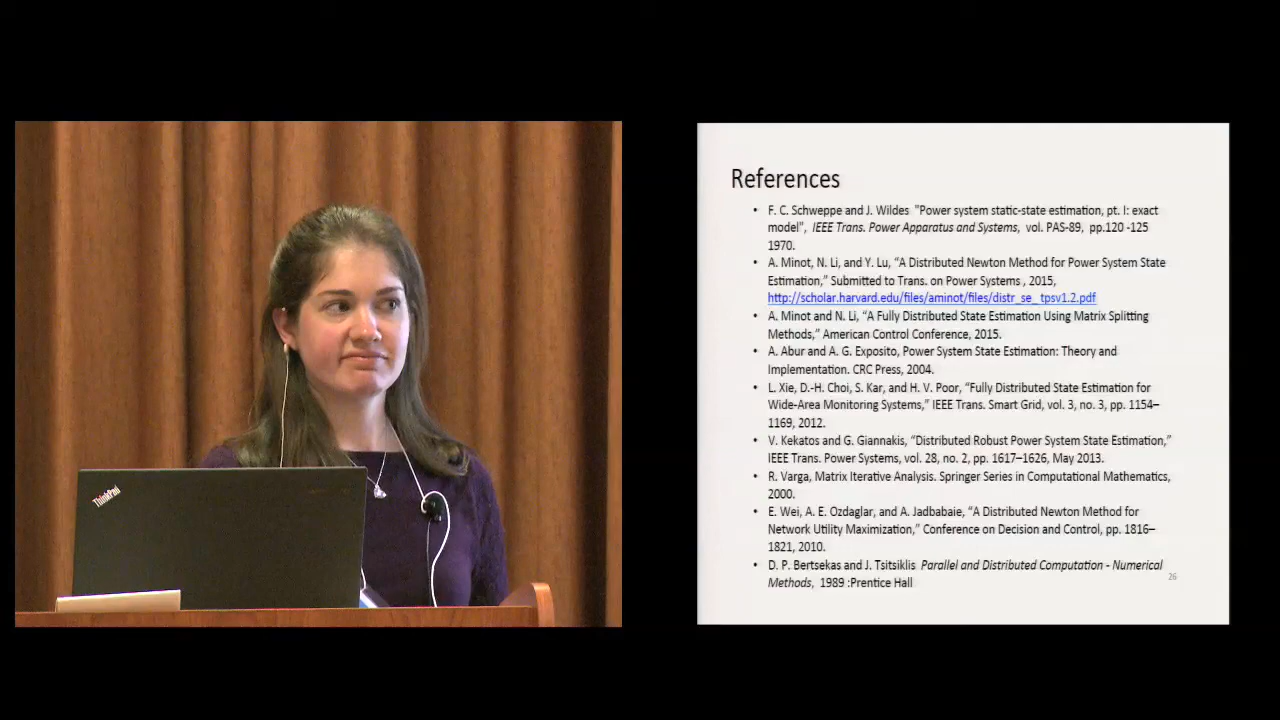 ThinkPad
References
• F. C. Schweppe and J. Wildes "Power system static-state estimation, pt. I: exact
model", IEEE Trans. Power Apparatus and Systems, vol. PAS-89, pp.120 -125
1970.
• A. Minot, N. Li, and Y. Lu, “A Distributed Newton Method for Power System State
Estimation,” Submitted to Trans. on Power Systems , 2015,
http://scholar.harvard.edu/files/aminot/files/distr_se_tpsv1.2.pdf
• A. Minot and N. Li, “A Fully Distributed State Estimation Using Matrix Splitting
Methods,” American Control Conference, 2015.
• A. Abur and A. G. Exposito, Power System State Estimation: Theory and
Implementation. CRC Press, 2004.
• L. Xie, D.-H. Choi, S. Kar, and H. V. Poor, “Fully Distributed State Estimation for
Wide-Area Monitoring Systems,” IEEE Trans. Smart Grid, vol. 3, no. 3, pp. 1154–
1169, 2012.
• V. Kekatos and G. Giannakis, “Distributed Robust Power System State Estimation,”
IEEE Trans. Power Systems, vol. 28, no. 2, pp. 1617–1626, May 2013.
• R. Varga, Matrix Iterative Analysis. Springer Series in Computational Mathematics,
2000.
• E. Wei, A. E. Ozdaglar, and A. Jadbabaie, “A Distributed Newton Method for
Network Utility Maximization,” Conference on Decision and Control, pp. 1816–
1821, 2010.
• D. P. Bertsekas and J. Tsitsiklis Parallel and Distributed Computation - Numerical
Methods, 1989 :Prentice Hall
26